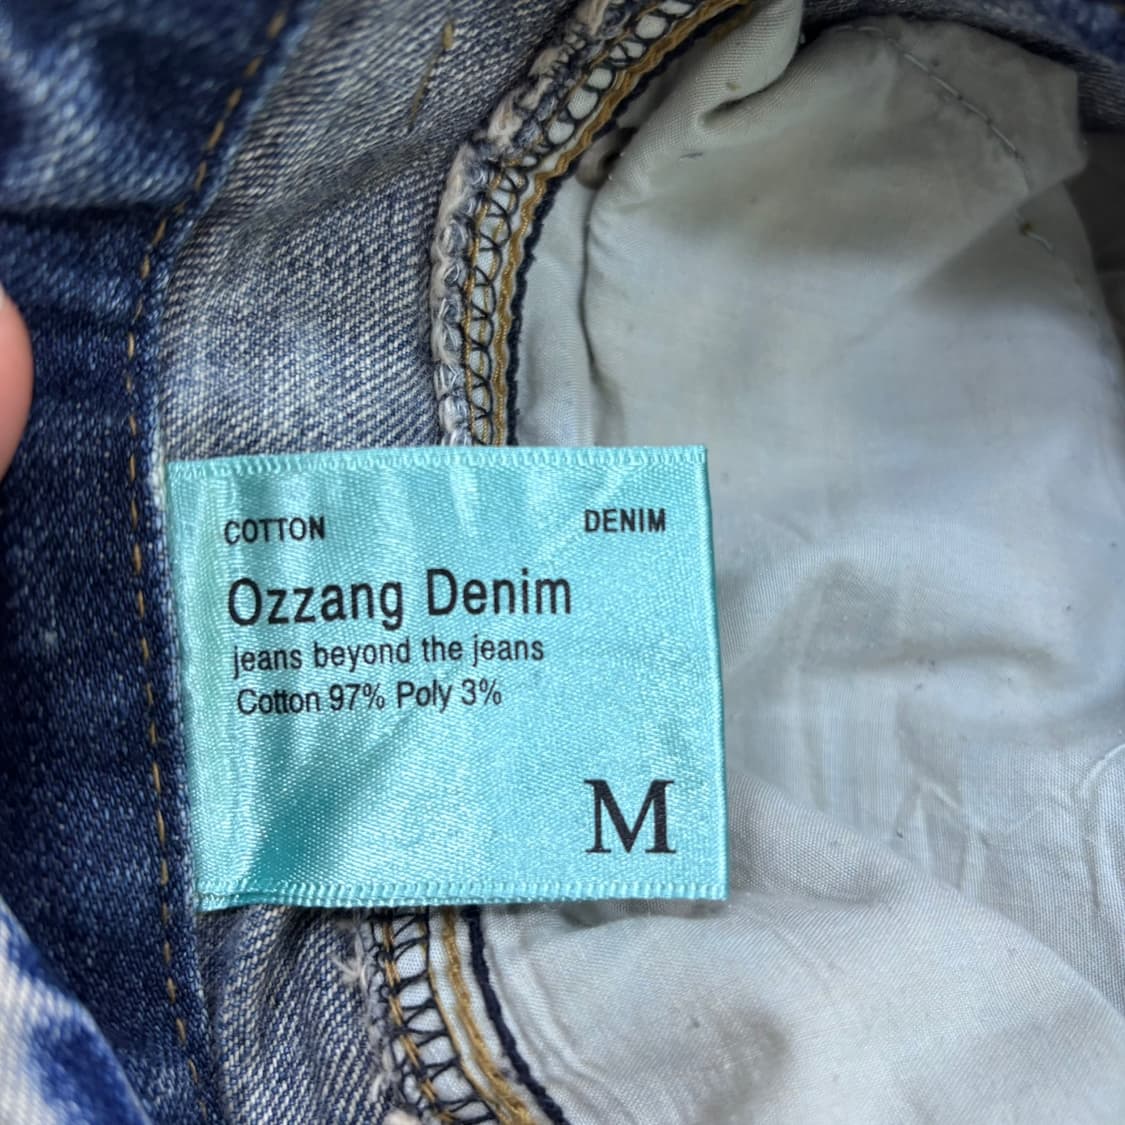 COTTON DENIM
Ozzang Denim
jeans beyond the jeans
Cotton 97% Poly 3%
M